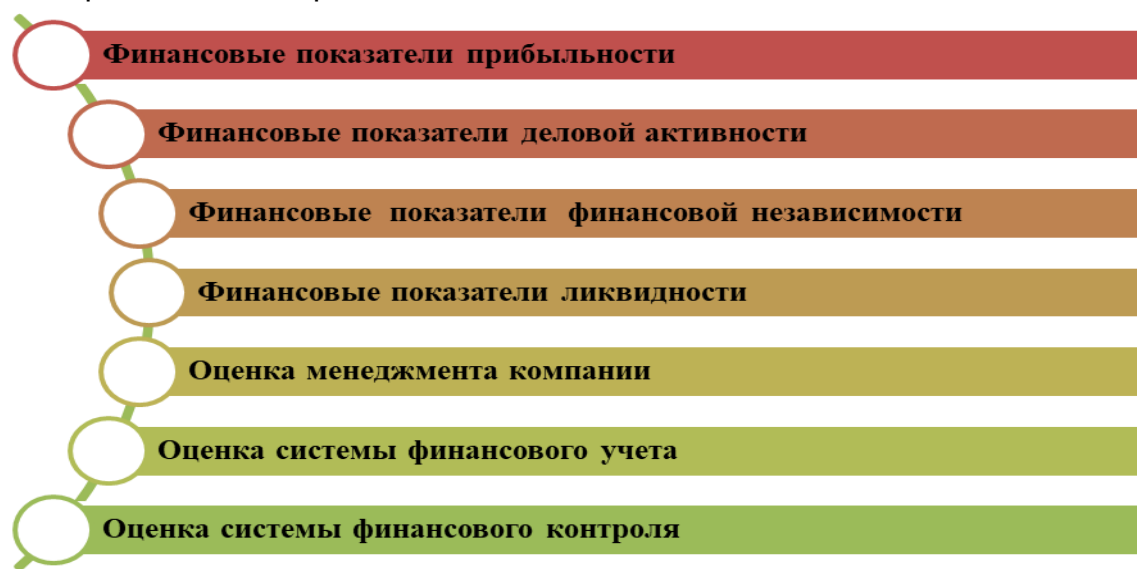 Финансовые показатели прибыльности
Финансовые показатели деловой активности
Финансовые показатели финансовой независимости
Финансовые показатели ликвидности
Оценка менеджмента компании
Оценка системы финансового учета
Оценка системы финансового контроля